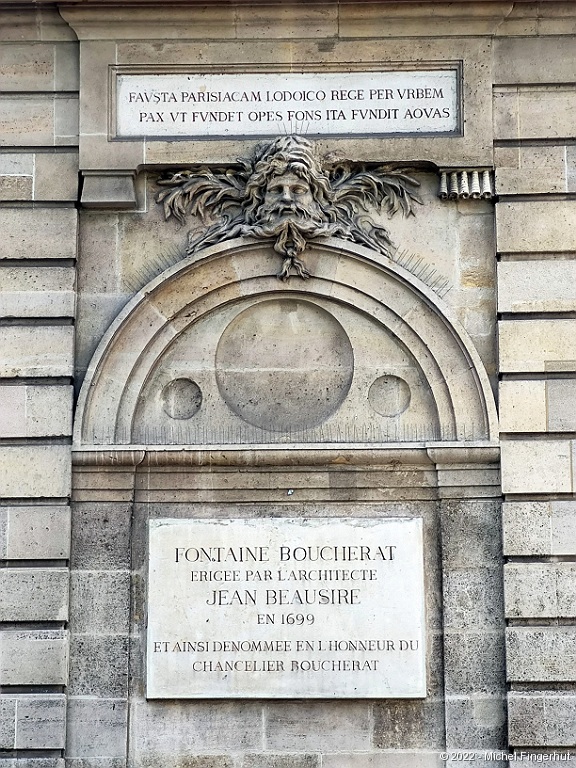 FAVSTA PARISIACAM LODOICO REGE PER VRBEM
PAX VT FVNDET OPES FONS ITA FVNDIT AQVAS
FONTAINE BOUCHERAT
ERIGEE PAR L'ARCHITECTE
JEAN BEAUSIRE
EN 1699
ET AINSI DENOMMEE EN L'HONNEUR DU
CHANCELIER BOUCHERAT
© 2022 - Michel Fingerhut